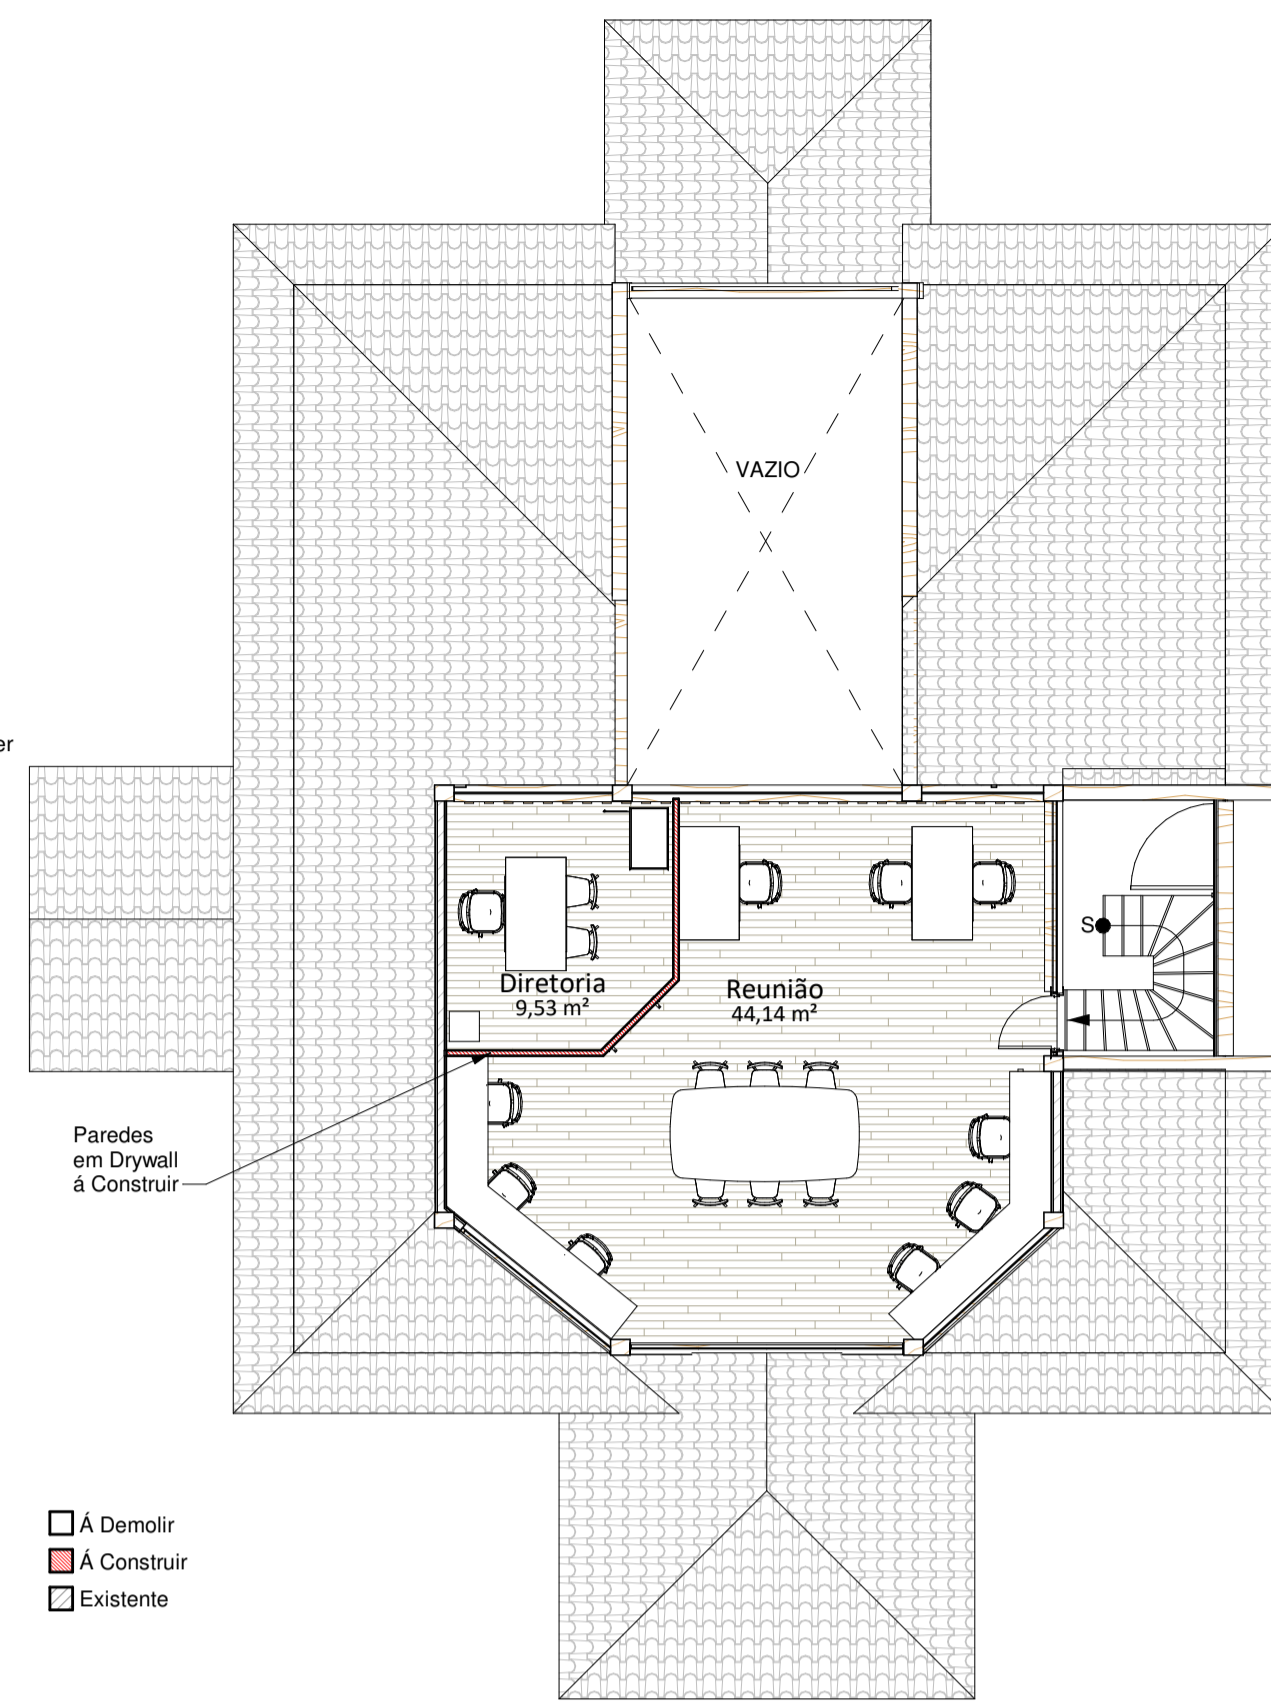 VAZIO
er
S
Diretoria
9,53 m²
Reunião
44,14 m²
Paredes
em Drywall
á Construir
Á Demolir
Á Construir
Existente